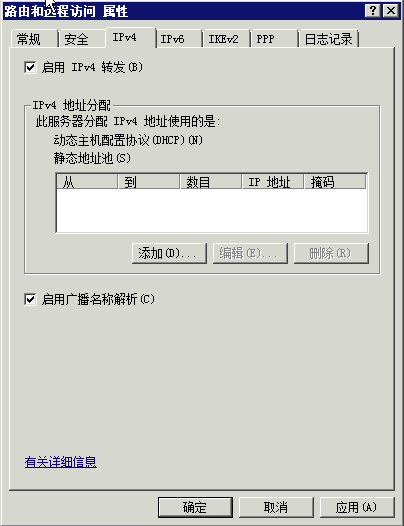 路由和远程访问 属性
常规 安全 IPv4 IPv6 IKEv2 PPP 日志记录
启用 IPv4 转发(B)
IPv4 地址分配
此服务器分配 IPv4 地址使用的是:
动态主机配置协议(DHCP)(N)
静态地址池(S)
从 到 数目 IP 地址 掩码
添加(D)... 编辑(E)... 删除(R)
启用广播名称解析(C)
有关详细信息
确定 取消 应用(A)